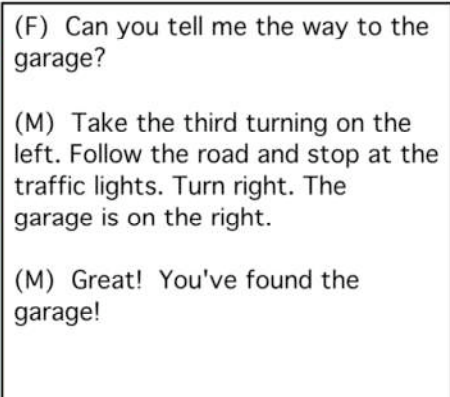 (F) Can you tell me the way to the
garage?
(M) Take the third turning on the
left. Follow the road and stop at the
traffic lights. Turn right. The
garage is on the right.
(M) Great! You've found the
garage!